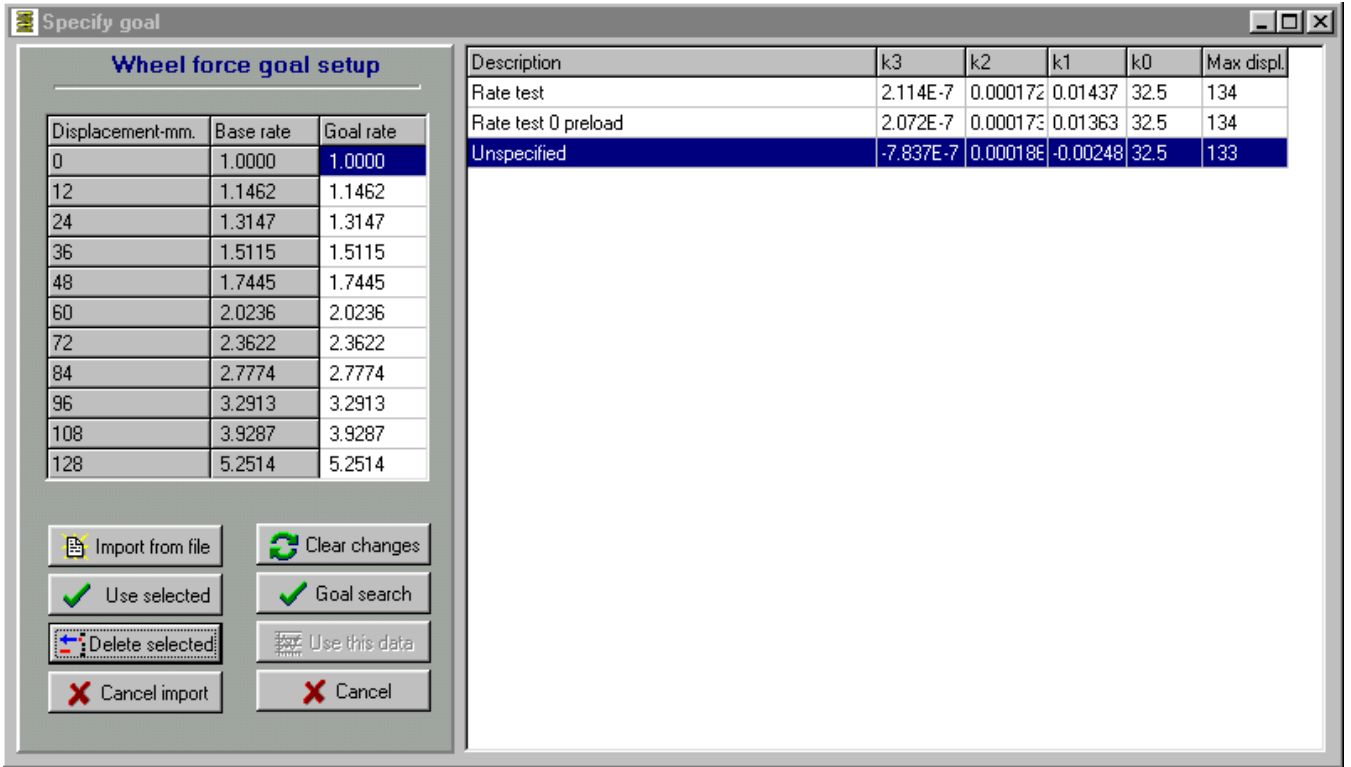 Specify goal
Wheel force goal setup
Displacement-mm. Base rate Goal rate
0 1.0000 1.0000
12 1.1462 1.1462
24 1.3147 1.3147
36 1.5115 1.5115
48 1.7445 1.7445
60 2.0236 2.0236
72 2.3622 2.3622
84 2.7774 2.7774
96 3.2913 3.2913
108 3.9287 3.9287
128 5.2514 5.2514
Import from file Clear changes
Use selected Goal search
Delete selected Use this data
Cancel import Cancel
Description k3 k2 k1 k0 Max displ.
Rate test 2.114E-7 0.000172 0.01437 32.5 134
Rate test 0 preload 2.072E-7 0.000173 0.01363 32.5 134
Unspecified -7.837E-7 0.00018E -0.00248 32.5 133